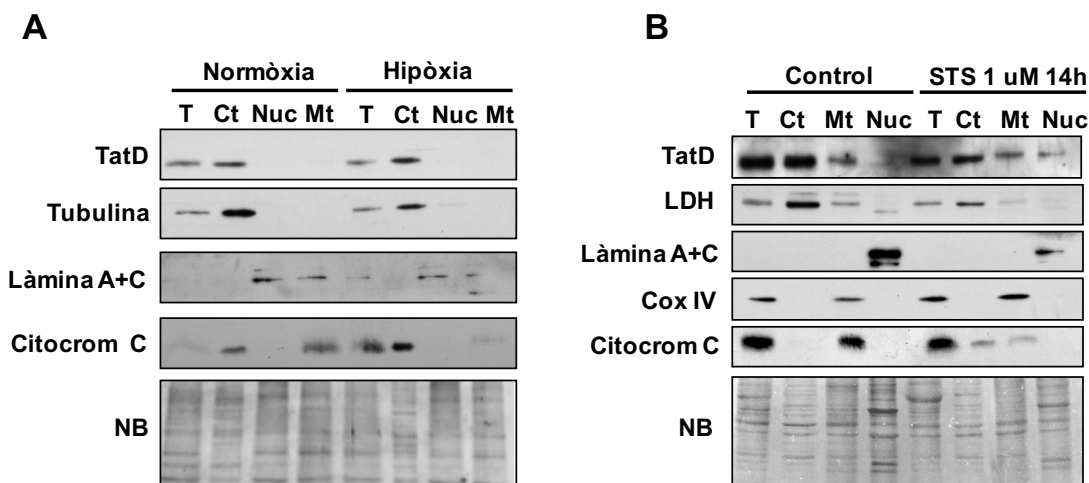 A
Normòxia Hipòxia
T Ct Nuc Mt T Ct Nuc Mt
TatD
Tubulina
Làmina A+C
Citocrom C
NB
B
Control STS 1 uM 14h
T Ct Mt Nuc T Ct Mt Nuc
TatD
LDH
Làmina A+C
Cox IV
Citocrom C
NB